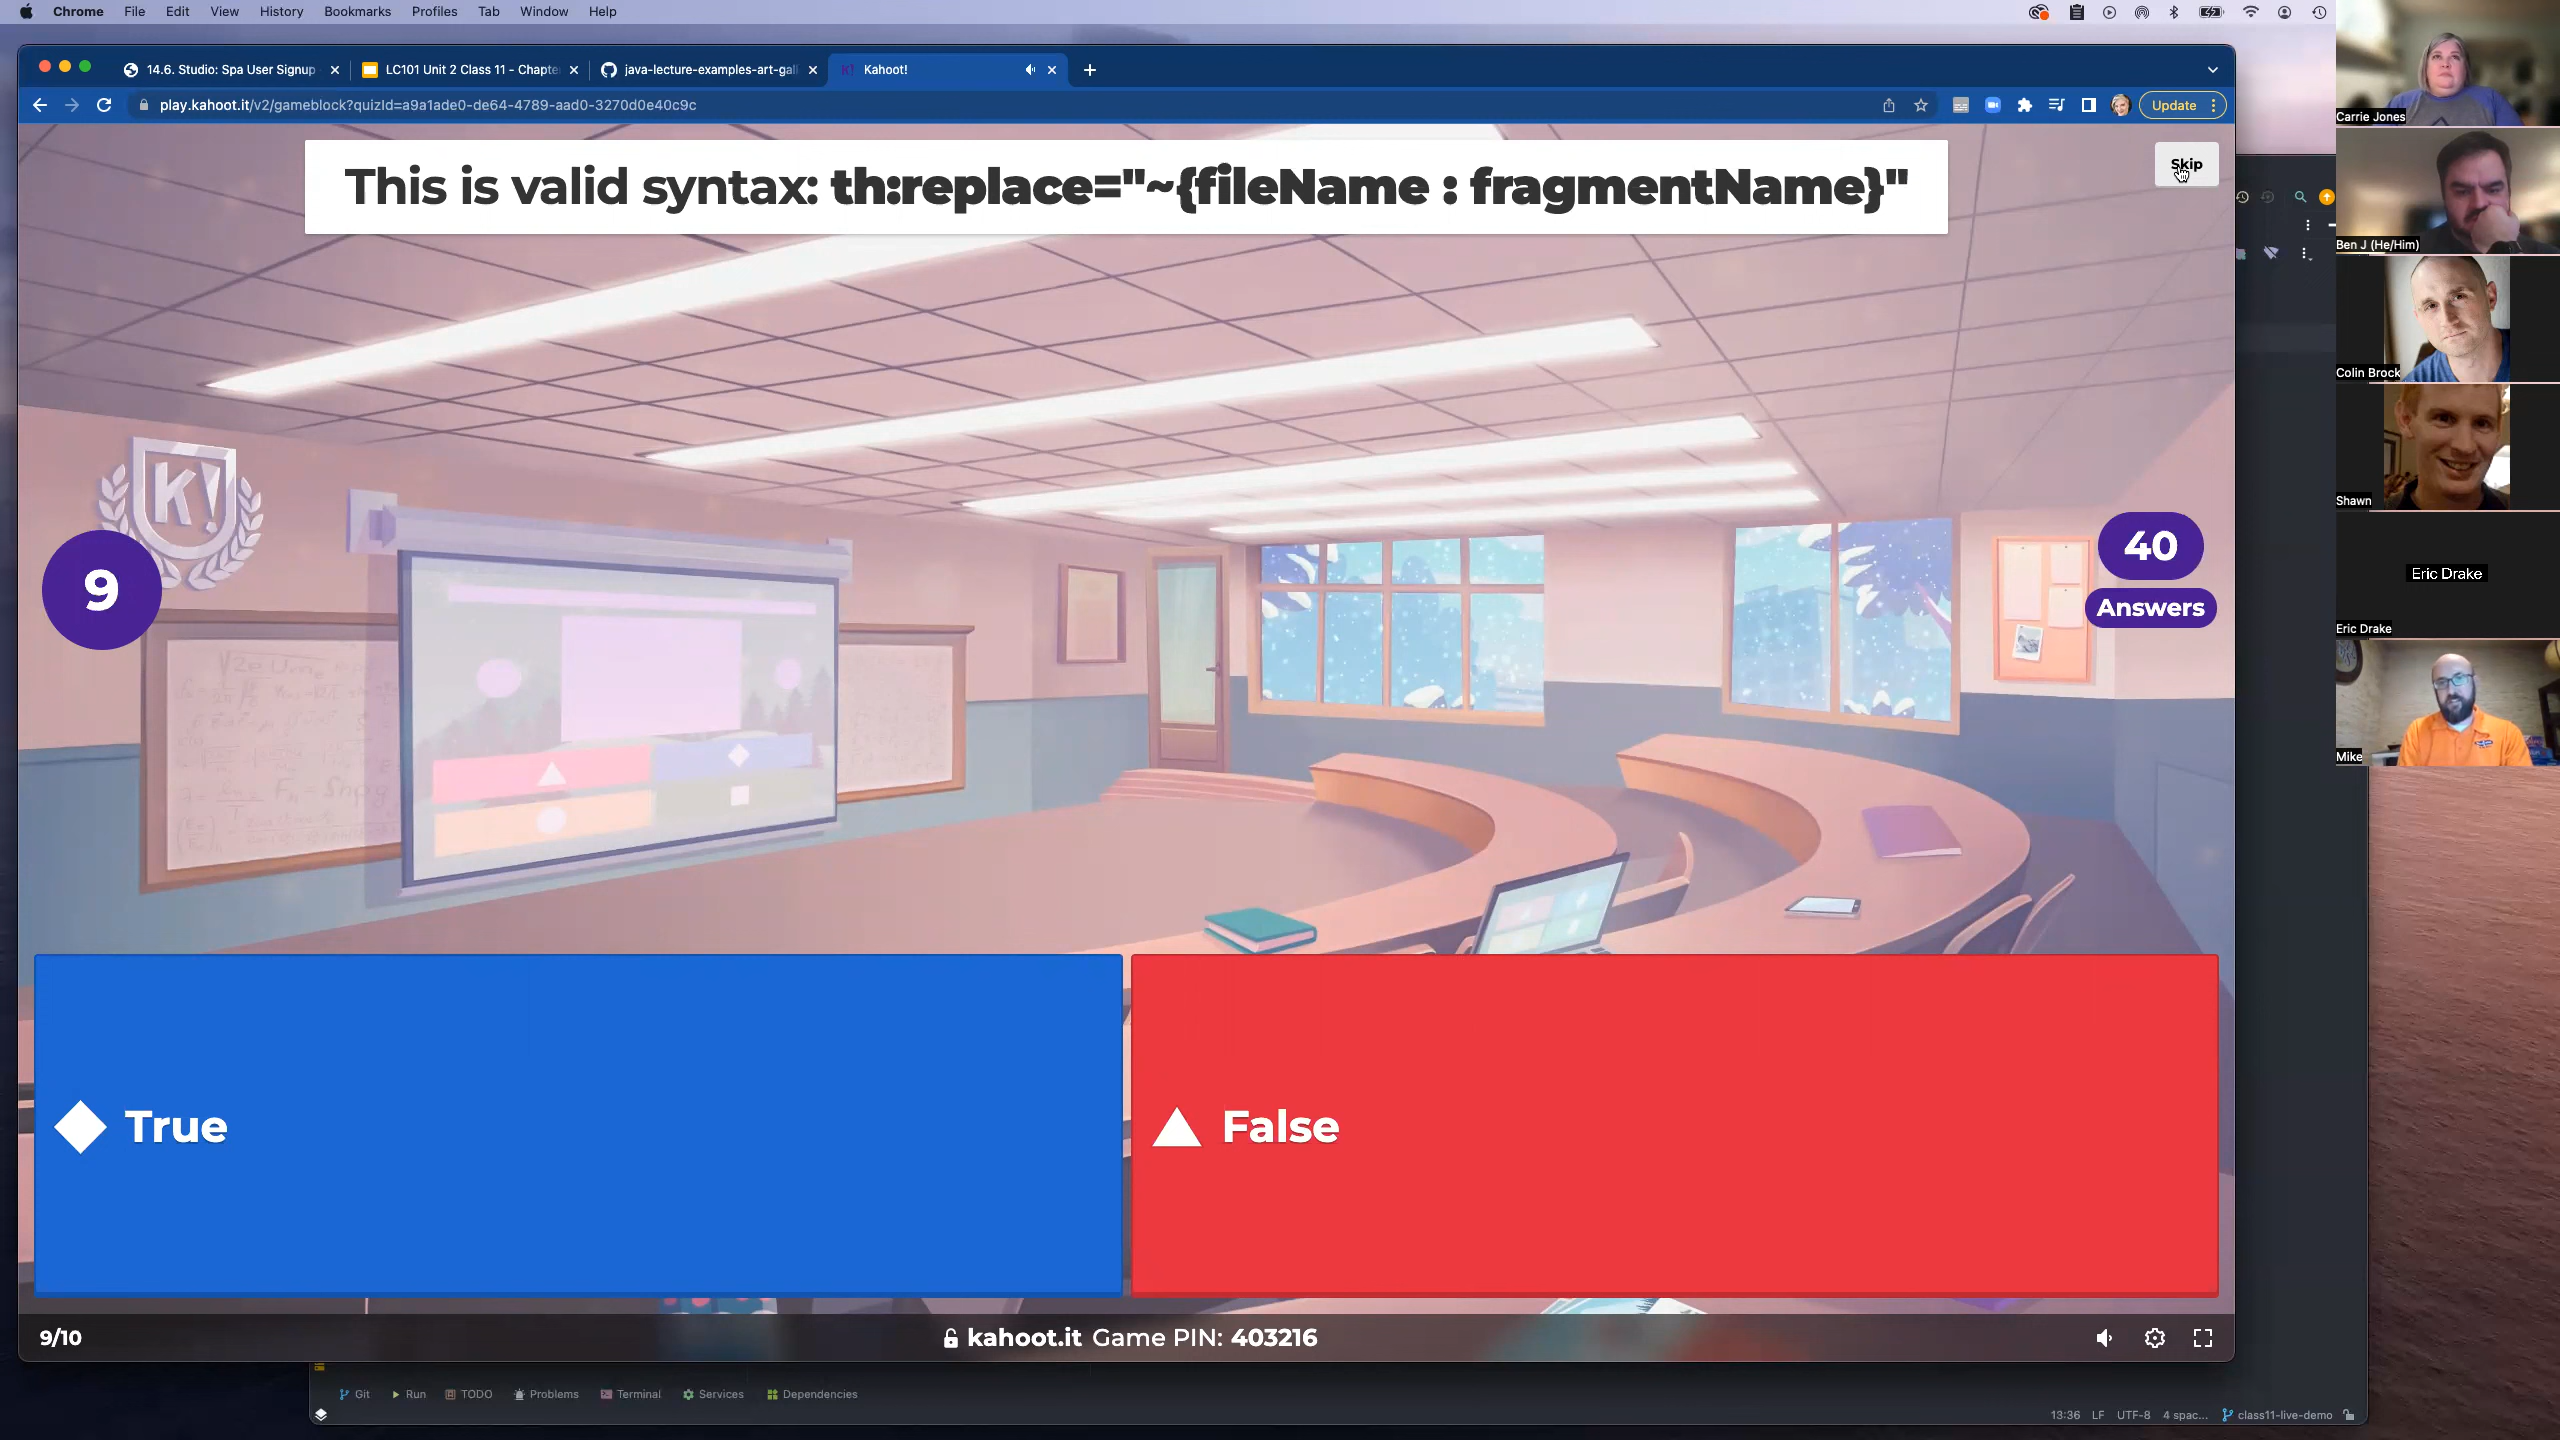 Chrome File Edit View History Bookmarks Profiles Tab Window Help
14.6. Studio: Spa User Signup
LC101 Unit 2 Class 11 - Chapte
java-lecture-examples-art-gall
Kahoot!
play.kahoot.it/v2/gameblock?quizId=a9a1ade0-de64-4789-aad0-3270d0e40c9c
Update
This is valid syntax: th:replace="~{fileName : fragmentName}"
Skip
K!
9
40
Answers
True
False
9/10
kahoot.it Game PIN: 403216
Git Run TODO Problems Terminal Services Dependencies
13:36 LF UTF-8 4 spac... class11-live-demo
Carrie Jones
Ben J (He/Him)
Colin Brock
Shawn
Eric Drake
Eric Drake
Mike